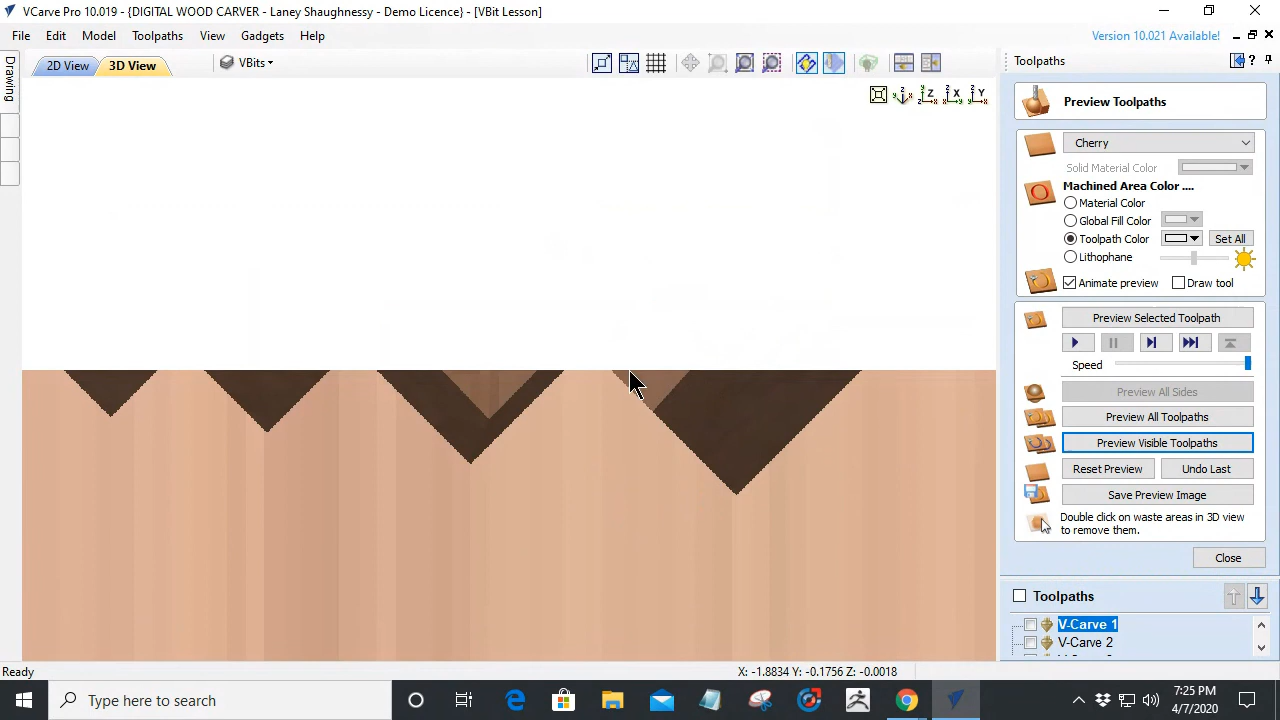 VCarve Pro 10.019 - {DIGITAL WOOD CARVER - Laney Shaughnessy - Demo Licence} - [VBit Lesson]
File Edit Model Toolpaths View Gadgets Help
Version 10.021 Available!
Drawing
2D View
3D View
VBits
Z
X
Y
Toolpaths
?
Preview Toolpaths
Cherry
Solid Material Color
Machined Area Color ....
Material Color
Global Fill Color
Toolpath Color
Set All
Lithophane
Animate preview
Draw tool
Preview Selected Toolpath
Speed
Preview All Sides
Preview All Toolpaths
Preview Visible Toolpaths
Reset Preview
Undo Last
Save Preview Image
Double click on waste areas in 3D view
to remove them.
Close
Toolpaths
V-Carve 1
V-Carve 2
Ready
X: -1.8834 Y: -0.1756 Z: -0.0018
Type here to search
7:25 PM
4/7/2020